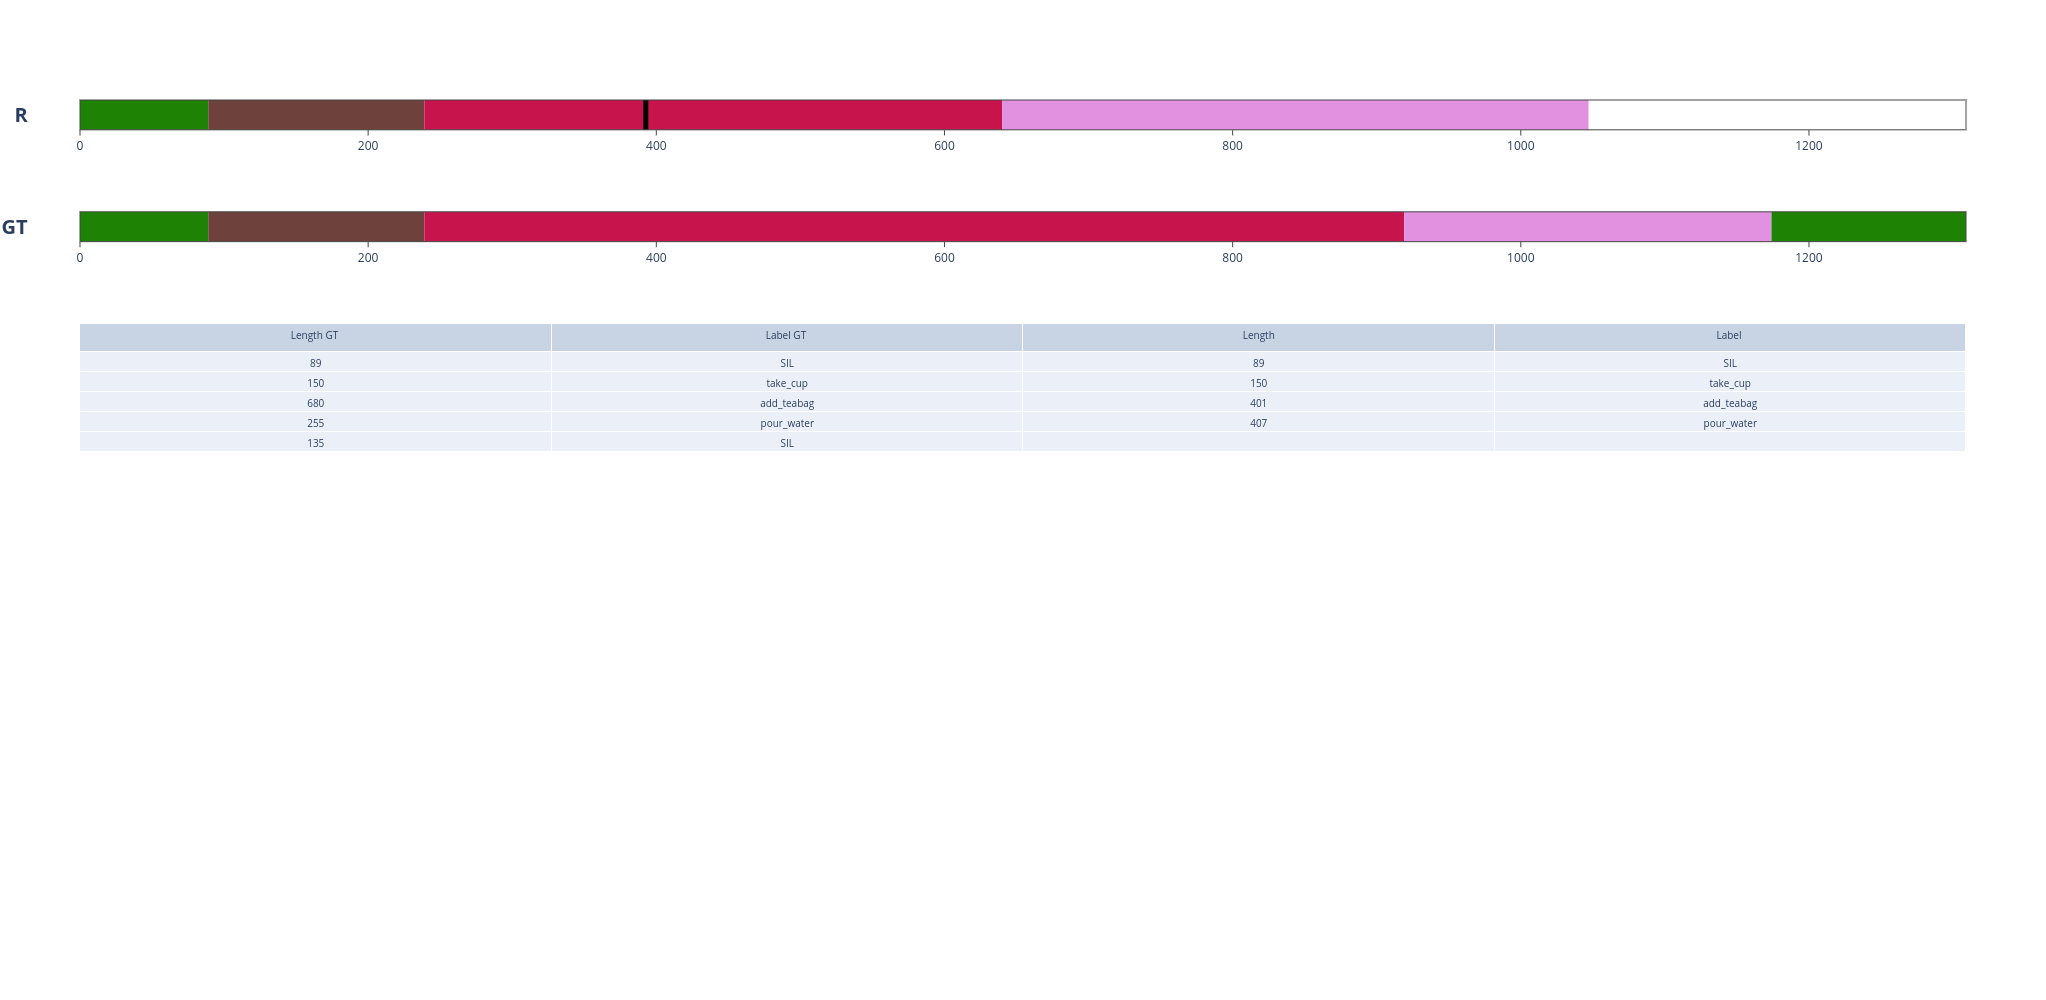 R
0 200 400 600 800 1000 1200
GT
0 200 400 600 800 1000 1200
Length GT Label GT Length Label
89 SIL 89 SIL
150 take_cup 150 take_cup
680 add_teabag 401 add_teabag
255 pour_water 407 pour_water
135 SIL